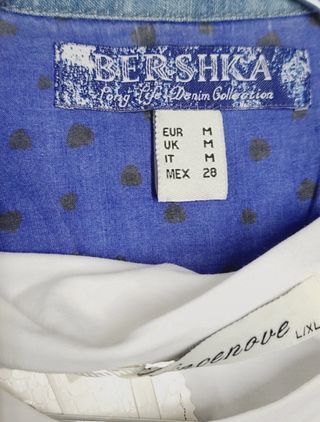 BERSHKA
Long Life Denim Collection
EUR M
UK M
IT M
MEX 28
L/XL